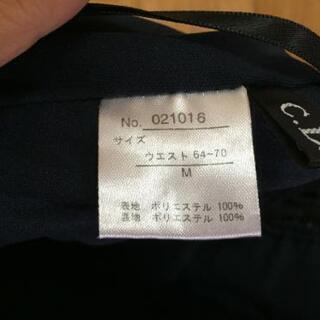 No. 021016
サイズ
ウエスト 64~70
M
表地 ポリエステル 100%
裏地 ポリエステル 100%
C.